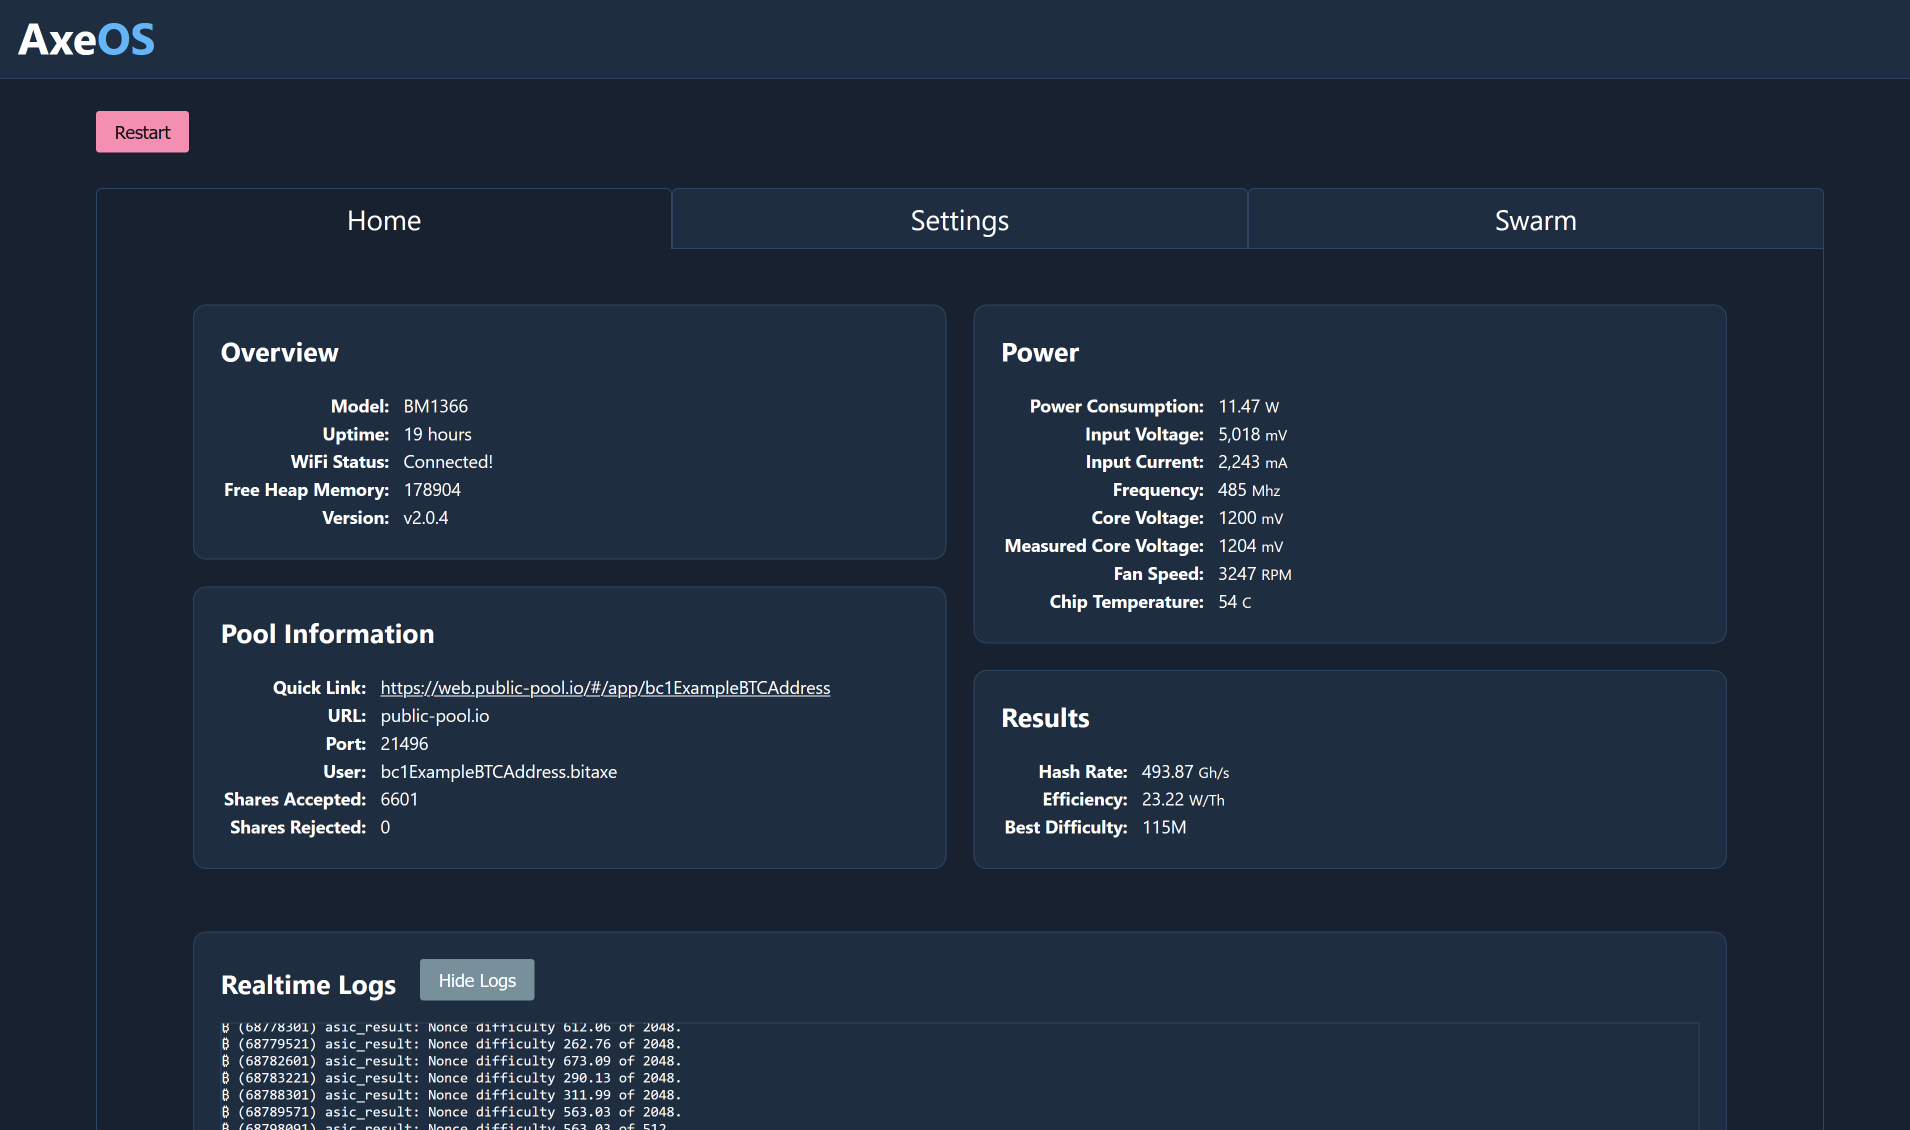 AxeOS
Restart
Home
Settings
Swarm
Overview
Model: BM1366
Uptime: 19 hours
WiFi Status: Connected!
Free Heap Memory: 178904
Version: v2.0.4
Pool Information
Quick Link: https://web.public-pool.io/#/app/bc1ExampleBTCAddress
URL: public-pool.io
Port: 21496
User: bc1ExampleBTCAddress.bitaxe
Shares Accepted: 6601
Shares Rejected: 0
Power
Power Consumption: 11.47 W
Input Voltage: 5,018 mV
Input Current: 2,243 mA
Frequency: 485 Mhz
Core Voltage: 1200 mV
Measured Core Voltage: 1204 mV
Fan Speed: 3247 RPM
Chip Temperature: 54 C
Results
Hash Rate: 493.87 Gh/s
Efficiency: 23.22 W/Th
Best Difficulty: 115M
Realtime Logs
Hide Logs
₿ (68778301) asic_result: Nonce difficulty 612.06 of 2048.
₿ (68779521) asic_result: Nonce difficulty 262.76 of 2048.
₿ (68782601) asic_result: Nonce difficulty 673.09 of 2048.
₿ (68783221) asic_result: Nonce difficulty 290.13 of 2048.
₿ (68788301) asic_result: Nonce difficulty 311.99 of 2048.
₿ (68789571) asic_result: Nonce difficulty 563.03 of 2048.
₿ (68798091) asic_result: Nonce difficulty 563.03 of 512.